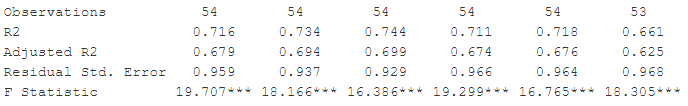 Observations 54 54 54 54 54 53
R2 0.716 0.734 0.744 0.711 0.718 0.661
Adjusted R2 0.679 0.694 0.699 0.674 0.676 0.625
Residual Std. Error 0.959 0.937 0.929 0.966 0.964 0.968
F Statistic 19.707*** 18.166*** 16.386*** 19.299*** 16.765*** 18.305***